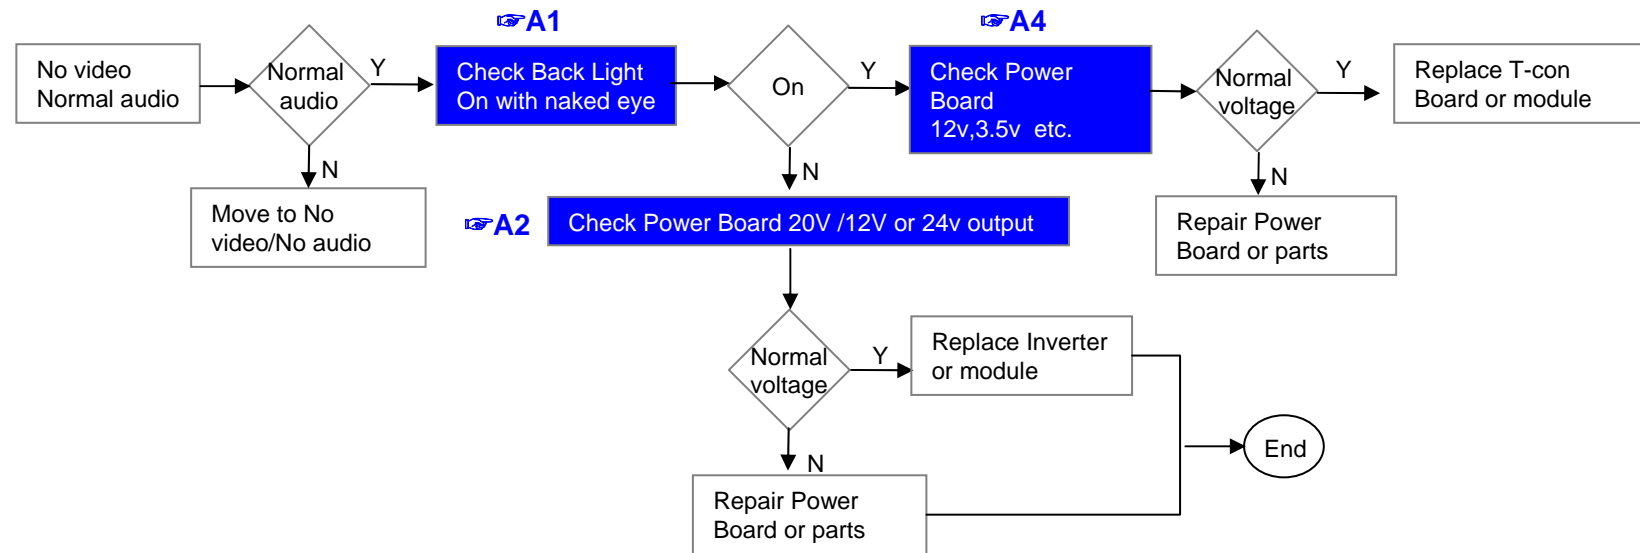 ☞A1
☞A4
No video
Normal audio
Normal
audio
Y
Check Back Light
On with naked eye
On
Y
Check Power
Board
12v,3.5v etc.
Normal
voltage
Y
Replace T-con
Board or module
N
Move to No
video/No audio
N
☞A2
Check Power Board 20V /12V or 24v output
N
Repair Power
Board or parts
Normal
voltage
Y
Replace Inverter
or module
End
N
Repair Power
Board or parts